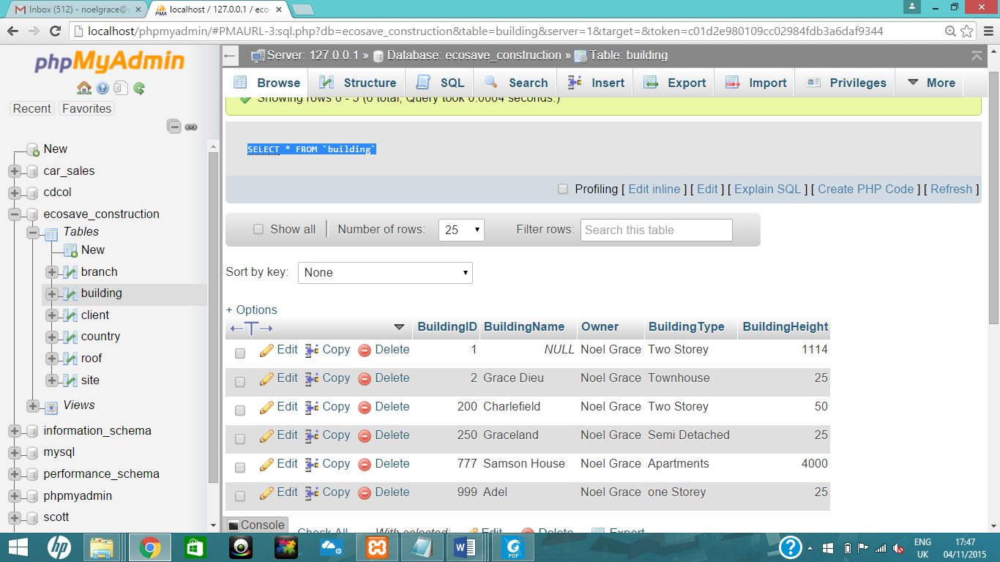 Inbox (512) - noelgrace@
localhost / 127.0.0.1 / eco
localhost/phpmyadmin/#PMAURL-3:sql.php?db=ecosave_construction&table=building&server=1&target=&token=c01d2e980109cc02984fdb3a6daf9344
phpMyAdmin
Recent Favorites
New
car_sales
cdcol
ecosave_construction
Tables
New
branch
building
client
country
roof
site
Views
information_schema
mysql
performance_schema
phpmyadmin
scott
Server: 127.0.0.1 » Database: ecosave_construction » Table: building
Browse Structure SQL Search Insert Export Import Privileges More
Showing rows 0 - 5 (6 total, Query took 0.0004 seconds.)
SELECT * FROM `building`
Profiling [ Edit inline ] [ Edit ] [ Explain SQL ] [ Create PHP Code ] [ Refresh ]
Show all Number of rows: 25 Filter rows: Search this table
Sort by key: None
+ Options
BuildingID BuildingName Owner BuildingType BuildingHeight
Edit Copy Delete 1 NULL Noel Grace Two Storey 1114
Edit Copy Delete 2 Grace Dieu Noel Grace Townhouse 25
Edit Copy Delete 200 Charlefield Noel Grace Two Storey 50
Edit Copy Delete 250 Graceland Noel Grace Semi Detached 25
Edit Copy Delete 777 Samson House Noel Grace Apartments 4000
Edit Copy Delete 999 Adel Noel Grace one Storey 25
Console Check All With selected: Edit Delete Export
PDF
ENG
UK
17:47
04/11/2015